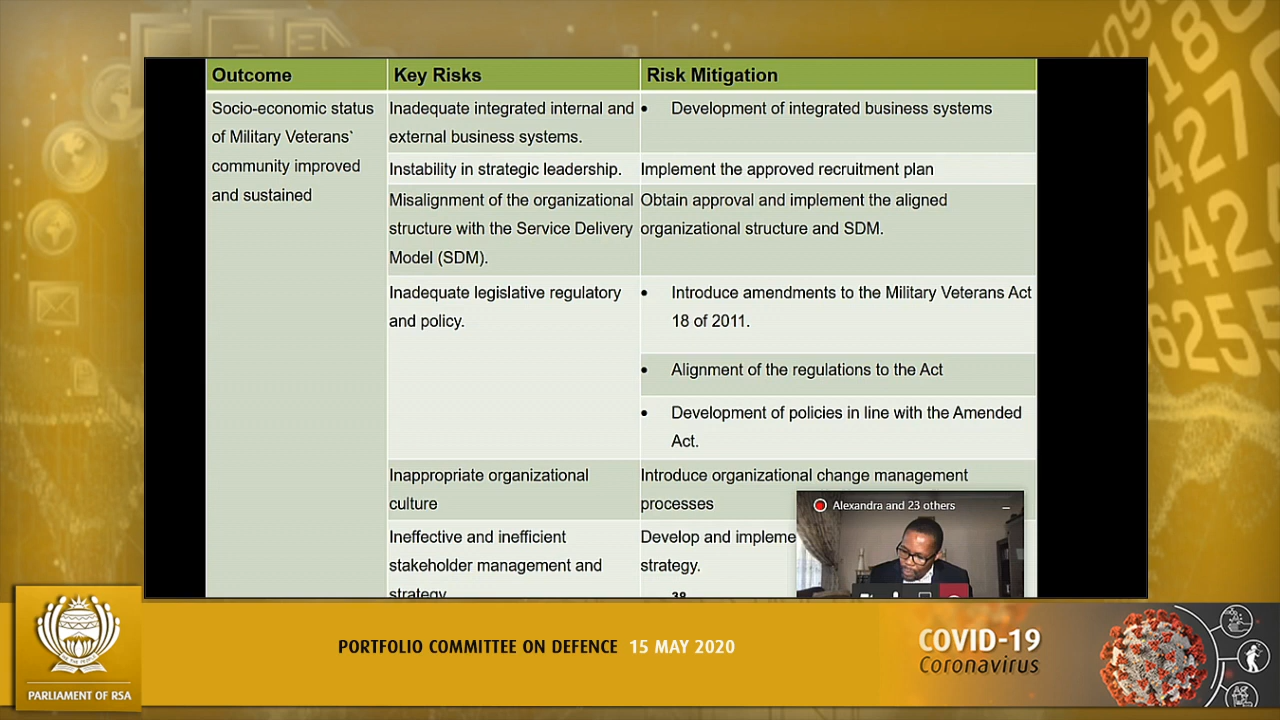 Outcome
Key Risks
Risk Mitigation
Socio-economic status
of Military Veterans`
community improved
and sustained
Inadequate integrated internal and
external business systems.
• Development of integrated business systems
Instability in strategic leadership.
Implement the approved recruitment plan
Misalignment of the organizational
structure with the Service Delivery
Model (SDM).
Obtain approval and implement the aligned
organizational structure and SDM.
Inadequate legislative regulatory
and policy.
• Introduce amendments to the Military Veterans Act
18 of 2011.
• Alignment of the regulations to the Act
• Development of policies in line with the Amended
Act.
Inappropriate organizational
culture
Introduce organizational change management
processes
Ineffective and inefficient
stakeholder management and
strategy
Develop and impleme
strategy.
38
Alexandra and 23 others
PARLIAMENT OF RSA
PORTFOLIO COMMITTEE ON DEFENCE 15 MAY 2020
COVID-19
Coronavirus